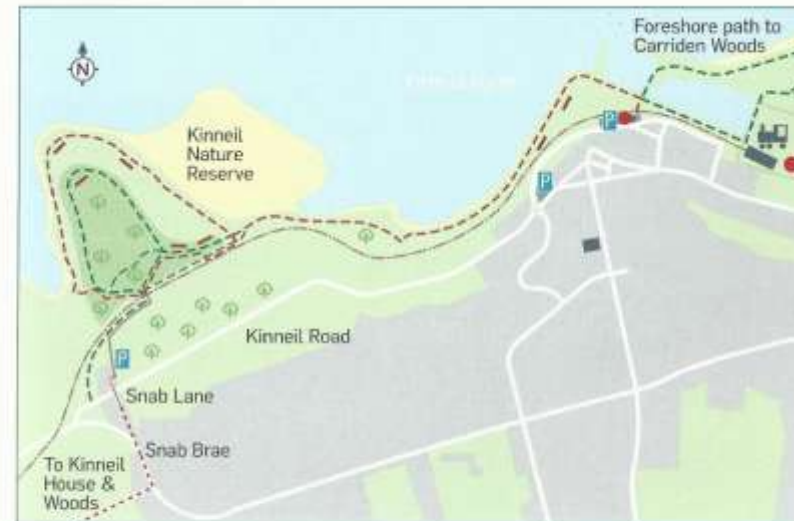 Foreshore path to
Carriden Woods
N
Kinneil
Nature
Reserve
P
P
Kinneil Road
P
Snab Lane
Snab Brae
To Kinneil
House &
Woods